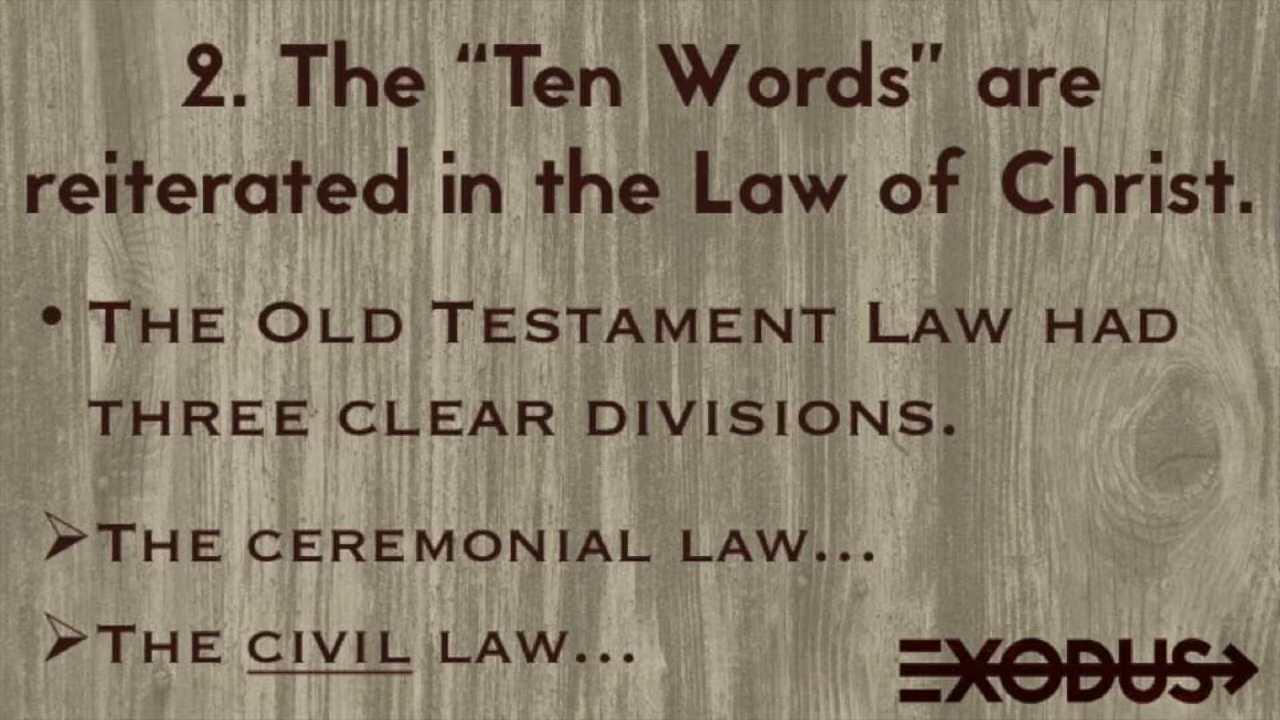 2. The “Ten Words” are
reiterated in the Law of Christ.
• The Old Testament Law had
three clear divisions.
➢ The ceremonial law...
➢ The civil law...
EXODUS